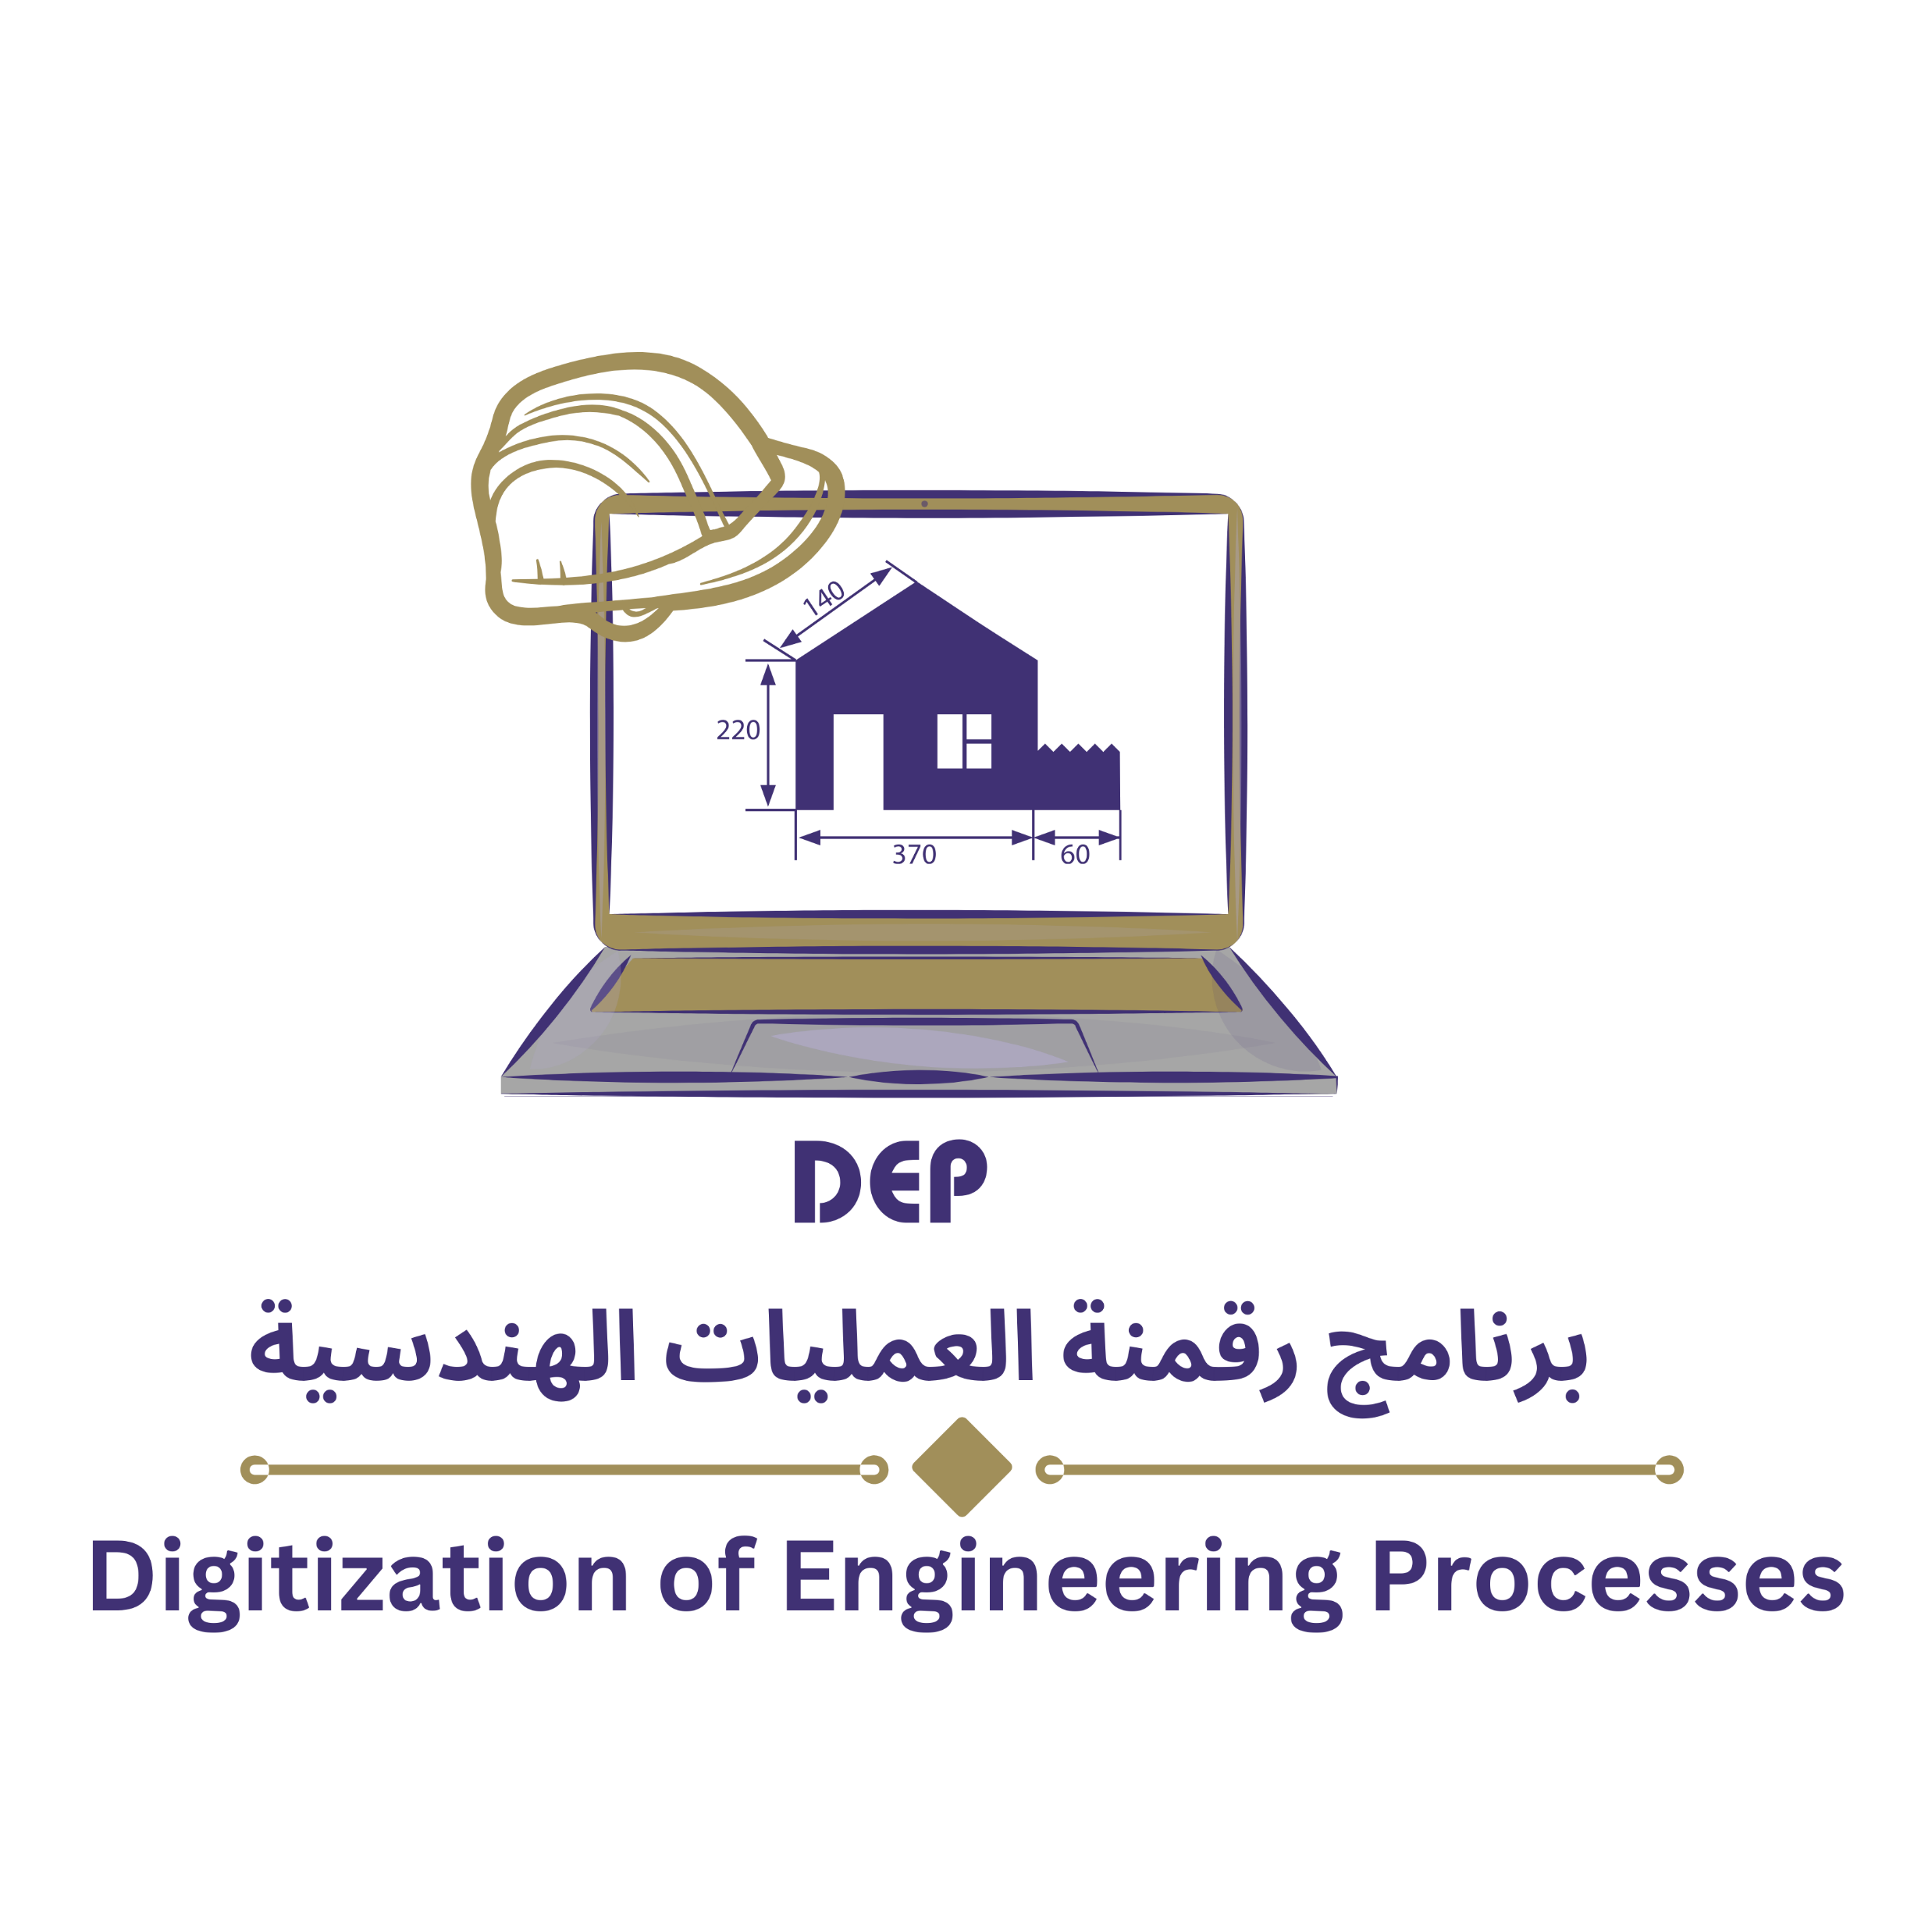 140
220
370
60
DEP
برنامج رقمنة العمليات الهندسية
Digitization of Engineering Processes